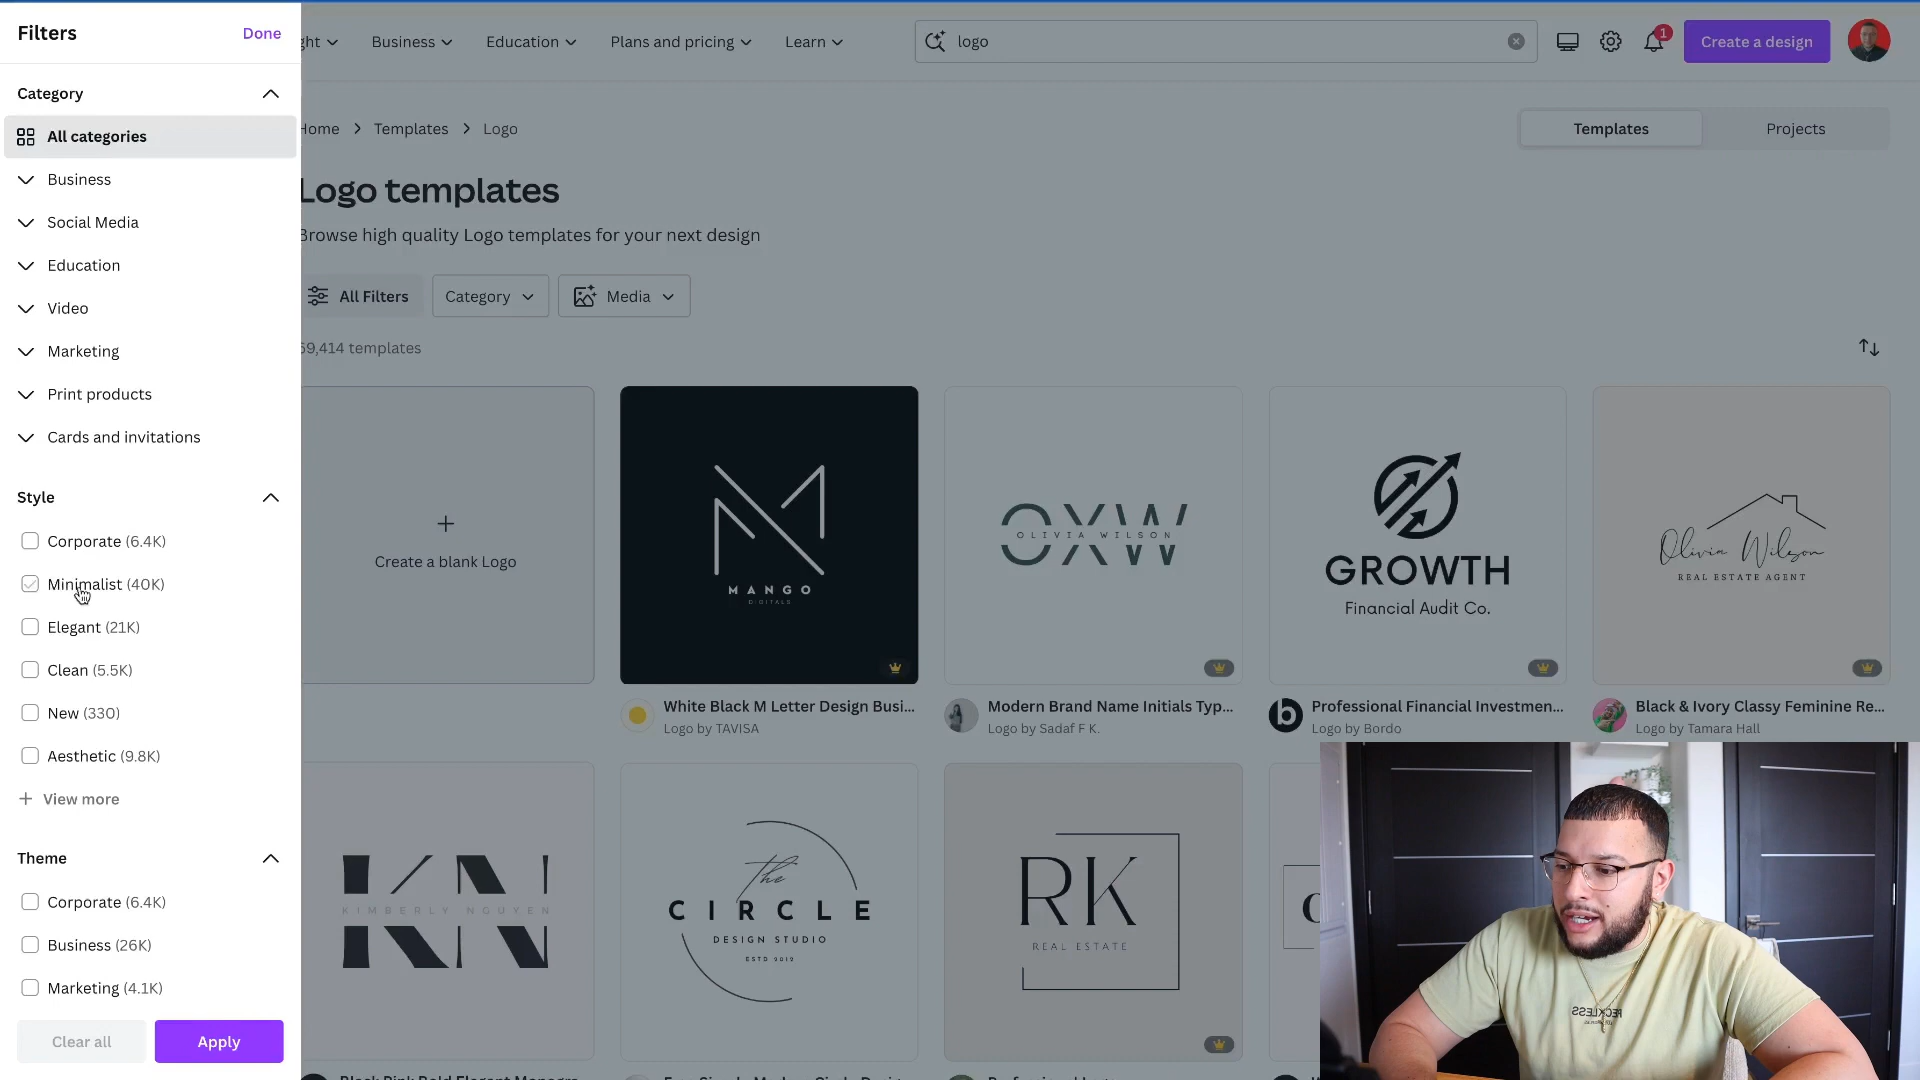 Filters
Done
Category
All categories
Business
Social Media
Education
Video
Marketing
Print products
Cards and invitations
Style
Corporate (6.4K)
Minimalist (40K)
Elegant (21K)
Clean (5.5K)
New (330)
Aesthetic (9.8K)
View more
Theme
Corporate (6.4K)
Business (26K)
Marketing (4.1K)
Clear all
Apply
Business
Education
Plans and pricing
Learn
logo
1
Create a design
Home
Templates
Logo
Templates
Projects
Logo templates
Browse high quality Logo templates for your next design
All Filters
Category
Media
69,414 templates
Create a blank Logo
MANGO
DIGITALS
White Black M Letter Design Busi...
Logo by TAVISA
OXW
OLIVIA WILSON
Modern Brand Name Initials Typ...
Logo by Sadaf F K.
GROWTH
Financial Audit Co.
b
Professional Financial Investmen...
Logo by Bordo
Olivia Wilson
REAL ESTATE AGENT
Black & Ivory Classy Feminine Re...
Logo by Tamara Hall
KN
KIMBERLY NGUYEN
the
CIRCLE
DESIGN STUDIO
ESTD 2012
RK
REAL ESTATE